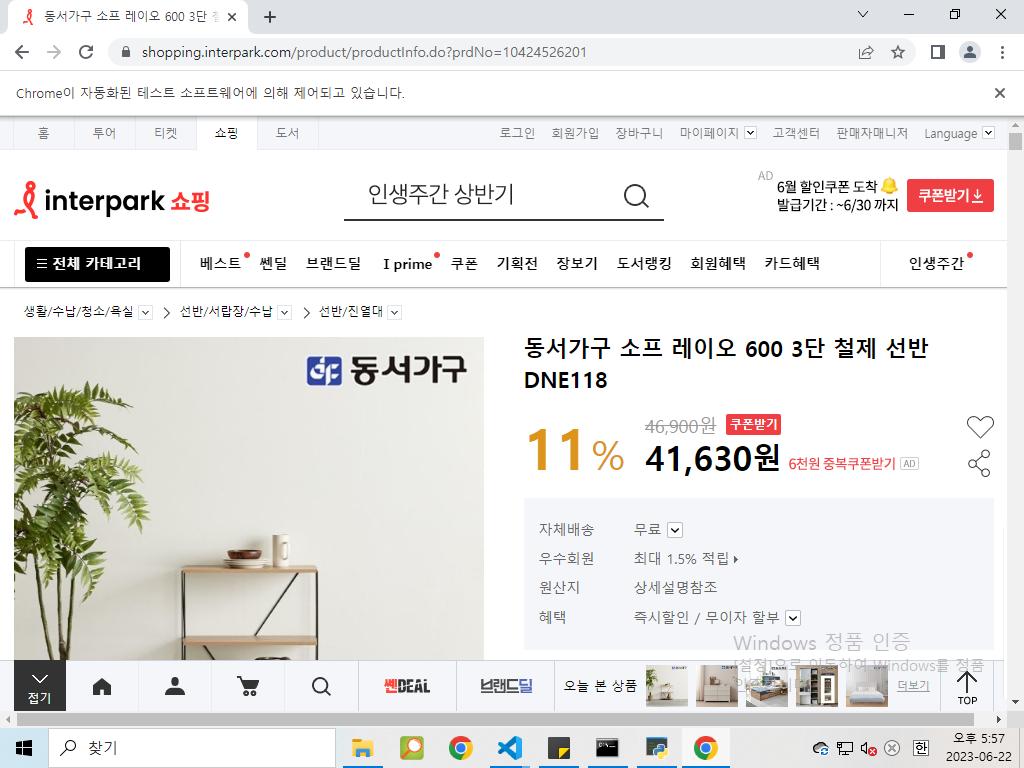 동서가구 소프 레이오 600 3단 철
shopping.interpark.com/product/productInfo.do?prdNo=10424526201
Chrome이 자동화된 테스트 소프트웨어에 의해 제어되고 있습니다.
홈 투어 티켓 쇼핑 도서 로그인 회원가입 장바구니 마이페이지 고객센터 판매자매니저 Language
interpark 쇼핑
인생주간 상반기
AD
6월 할인쿠폰 도착
발급기간 : ~6/30 까지
쿠폰받기
전체 카테고리 베스트 쎈딜 브랜드딜 I prime 쿠폰 기획전 장보기 도서랭킹 회원혜택 카드혜택 인생주간
생활/수납/청소/욕실 선반/서랍장/수납 선반/진열대
동서가구
동서가구 소프 레이오 600 3단 철제 선반
DNE118
11%
46,900원 쿠폰받기
41,630원 6천원 중복쿠폰받기 AD
자체배송 무료
우수회원 최대 1.5% 적립
원산지 상세설명참조
혜택 즉시할인 / 무이자 할부
Windows 정품 인증
[설정]으로 이동하여 Windows를 정품
접기
쎈DEAL
브랜드딜
오늘 본 상품
더보기
TOP
찾기
한
오후 5:57
2023-06-22